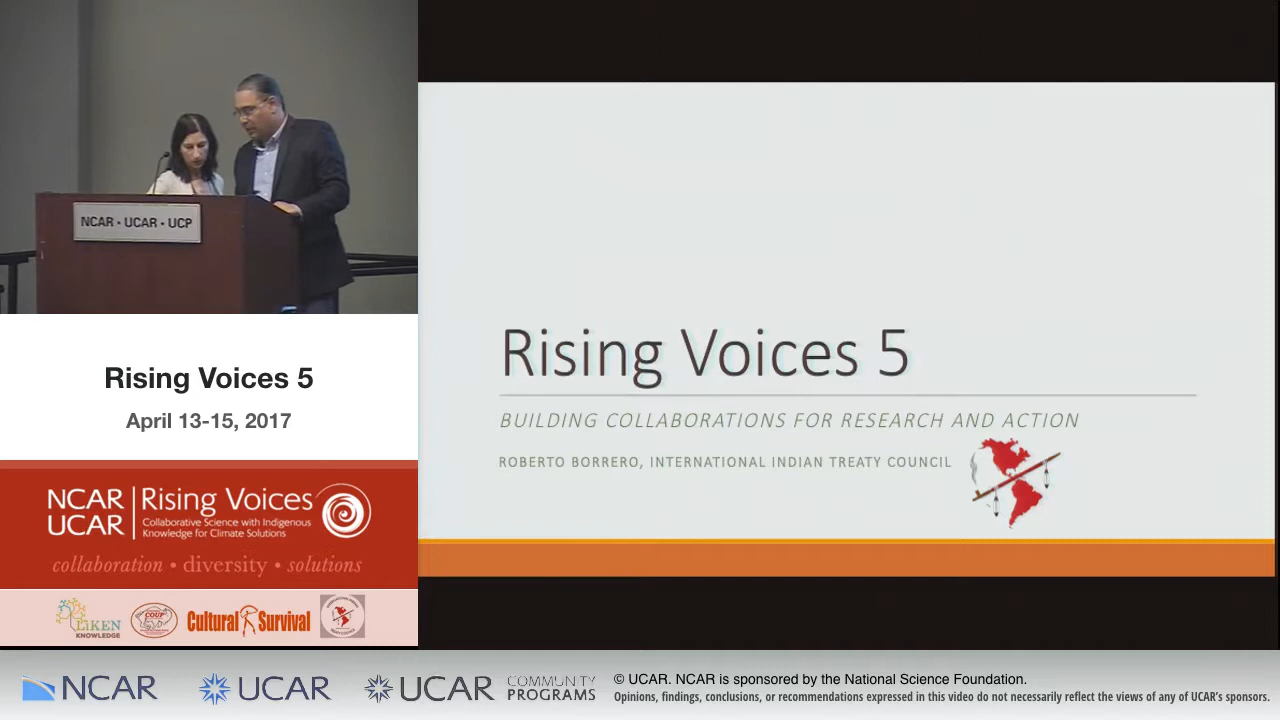 NCAR • UCAR • UCP
Rising Voices 5
April 13-15, 2017
NCAR
UCAR
Rising Voices
Collaborative Science with Indigenous
Knowledge for Climate Solutions
collaboration • diversity • solutions
LIKEN
KNOWLEDGE
COUP
Cultural Survival
Rising Voices 5
BUILDING COLLABORATIONS FOR RESEARCH AND ACTION
ROBERTO BORRERO, INTERNATIONAL INDIAN TREATY COUNCIL
NCAR
UCAR
UCAR
COMMUNITY
PROGRAMS
© UCAR. NCAR is sponsored by the National Science Foundation.
Opinions, findings, conclusions, or recommendations expressed in this video do not necessarily reflect the views of any of UCAR's sponsors.